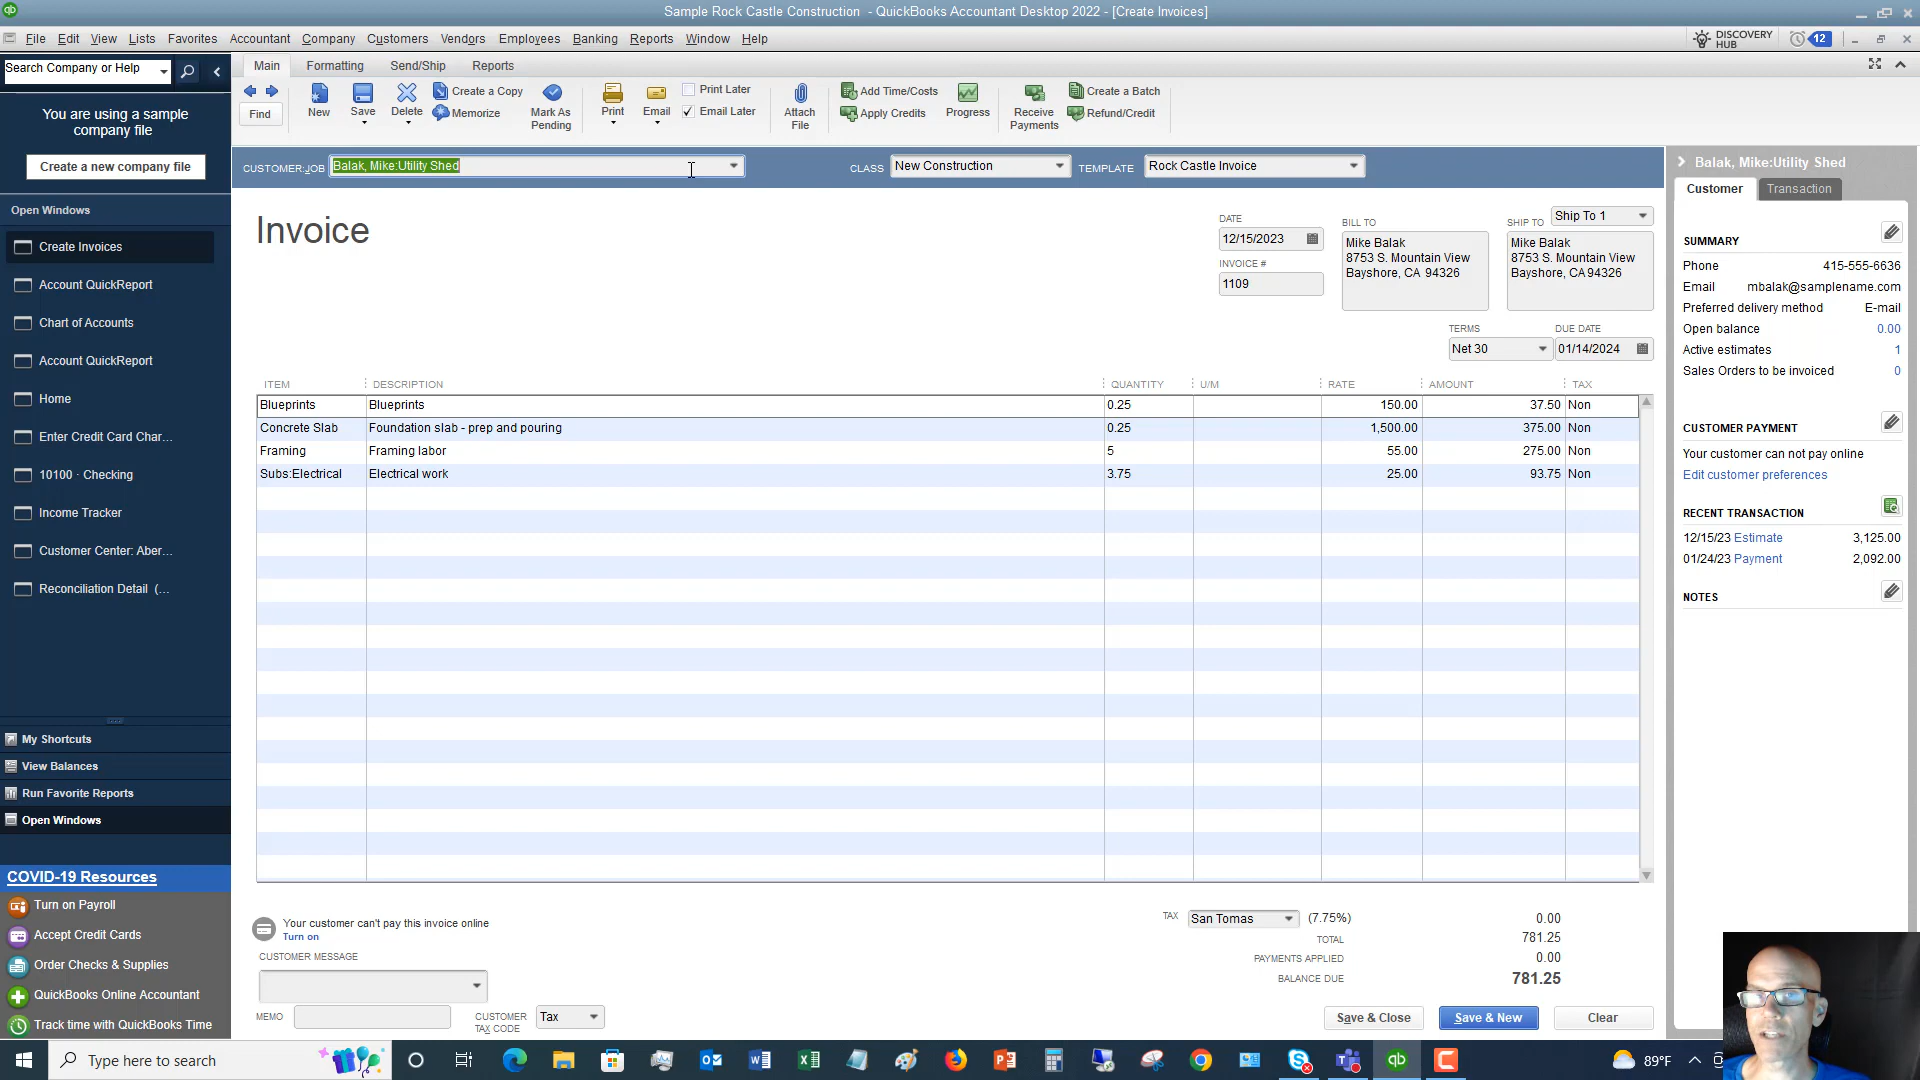 Sample Rock Castle Construction - QuickBooks Accountant Desktop 2022 - [Create Invoices]
File Edit View Lists Favorites Accountant Company Customers Vendors Employees Banking Reports Window Help
DISCOVERY HUB
12
Search Company or Help
You are using a sample
company file
Create a new company file
Open Windows
Create Invoices
Account QuickReport
Chart of Accounts
Account QuickReport
Home
Enter Credit Card Char...
10100 · Checking
Income Tracker
Customer Center: Aber...
Reconciliation Detail (...
My Shortcuts
View Balances
Run Favorite Reports
Open Windows
COVID-19 Resources
Turn on Payroll
Accept Credit Cards
Order Checks & Supplies
QuickBooks Online Accountant
Track time with QuickBooks Time
Main Formatting Send/Ship Reports
Find
New
Save
Delete
Create a Copy
Memorize
Mark As
Pending
Print
Email
Print Later
Email Later
Attach
File
Add Time/Costs
Apply Credits
Progress
Receive
Payments
Create a Batch
Refund/Credit
CUSTOMER:JOB Balak, Mike:Utility Shed CLASS New Construction TEMPLATE Rock Castle Invoice
Invoice
DATE
12/15/2023
INVOICE #
1109
BILL TO
Mike Balak
8753 S. Mountain View
Bayshore, CA 94326
SHIP TO Ship To 1
Mike Balak
8753 S. Mountain View
Bayshore, CA 94326
TERMS
Net 30
DUE DATE
01/14/2024
ITEM DESCRIPTION QUANTITY U/M RATE AMOUNT TAX
Blueprints Blueprints 0.25 150.00 37.50 Non
Concrete Slab Foundation slab - prep and pouring 0.25 1,500.00 375.00 Non
Framing Framing labor 5 55.00 275.00 Non
Subs:Electrical Electrical work 3.75 25.00 93.75 Non
Your customer can't pay this invoice online
Turn on
CUSTOMER MESSAGE
MEMO
CUSTOMER
TAX CODE
Tax
TAX San Tomas (7.75%) 0.00
TOTAL 781.25
PAYMENTS APPLIED 0.00
BALANCE DUE 781.25
Save & Close Save & New Clear
Balak, Mike:Utility Shed
Customer Transaction
SUMMARY
Phone 415-555-6636
Email mbalak@samplename.com
Preferred delivery method E-mail
Open balance 0.00
Active estimates 1
Sales Orders to be invoiced 0
CUSTOMER PAYMENT
Your customer can not pay online
Edit customer preferences
RECENT TRANSACTION
12/15/23 Estimate 3,125.00
01/24/23 Payment 2,092.00
NOTES
Type here to search
89°F